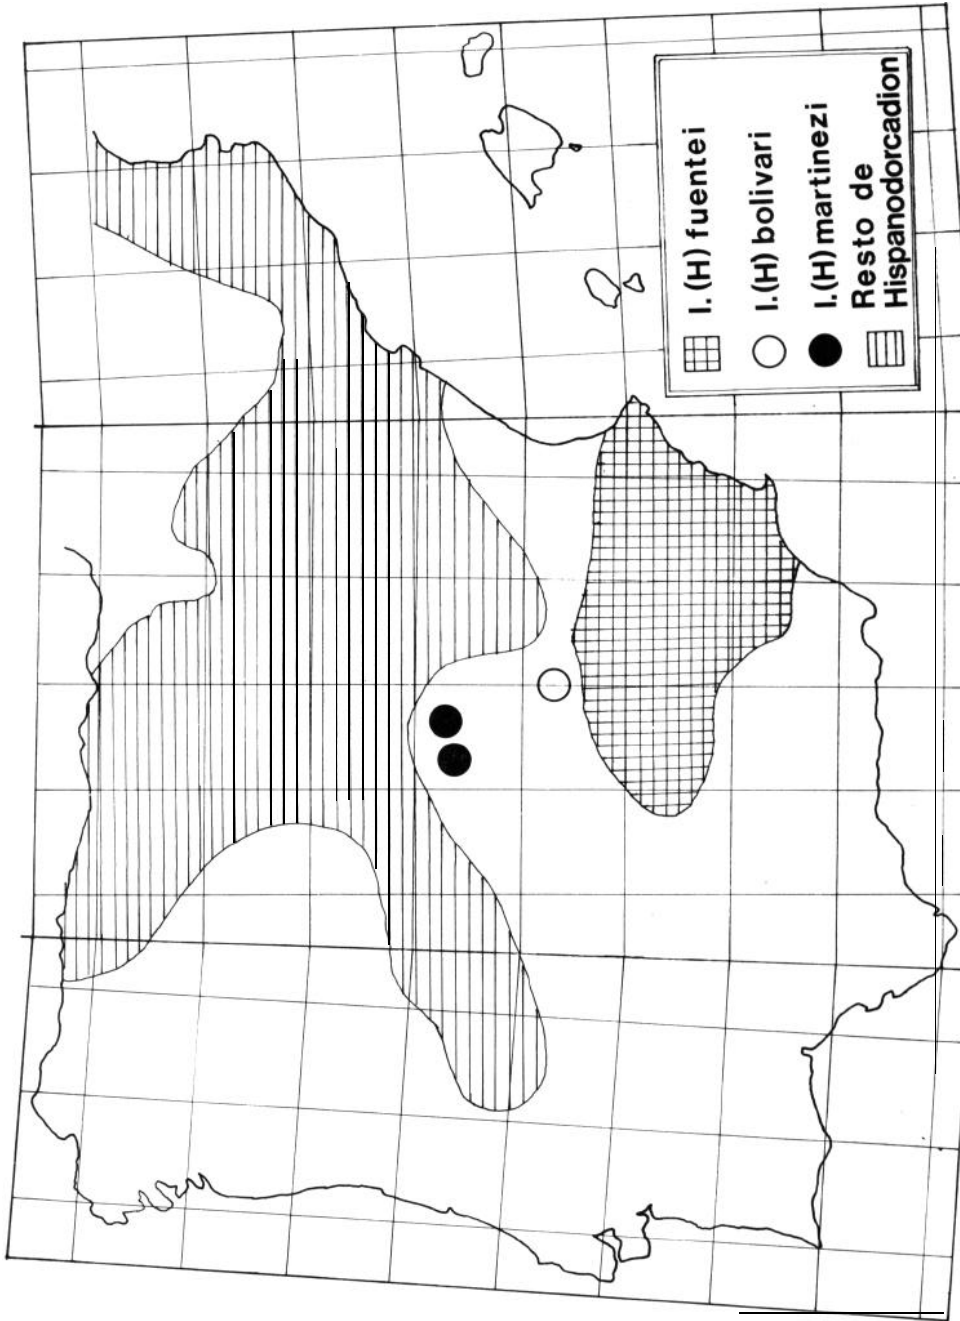 I.(H) fuentei
I.(H) bolivari
I.(H) martinezi
Resto de
Hispanodorcadion